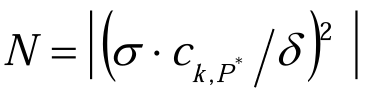 N = | (σ · c_{k,P^*} / δ)^2 |